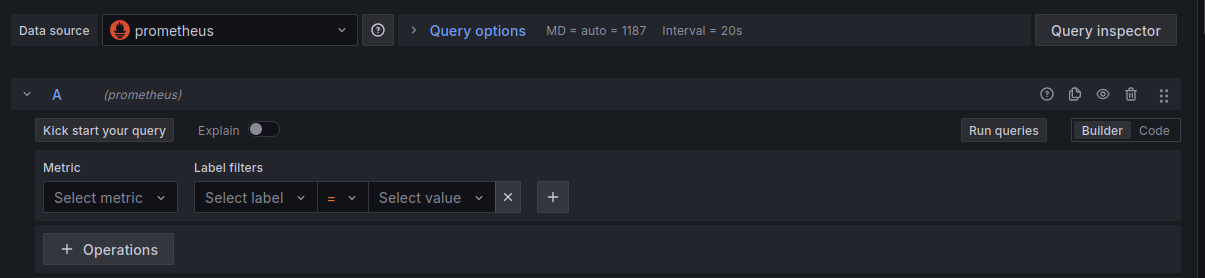 Data source prometheus Query options MD = auto = 1187 Interval = 20s Query inspector
A (prometheus)
Kick start your query Explain Run queries Builder Code
Metric Label filters
Select metric Select label = Select value
+ Operations